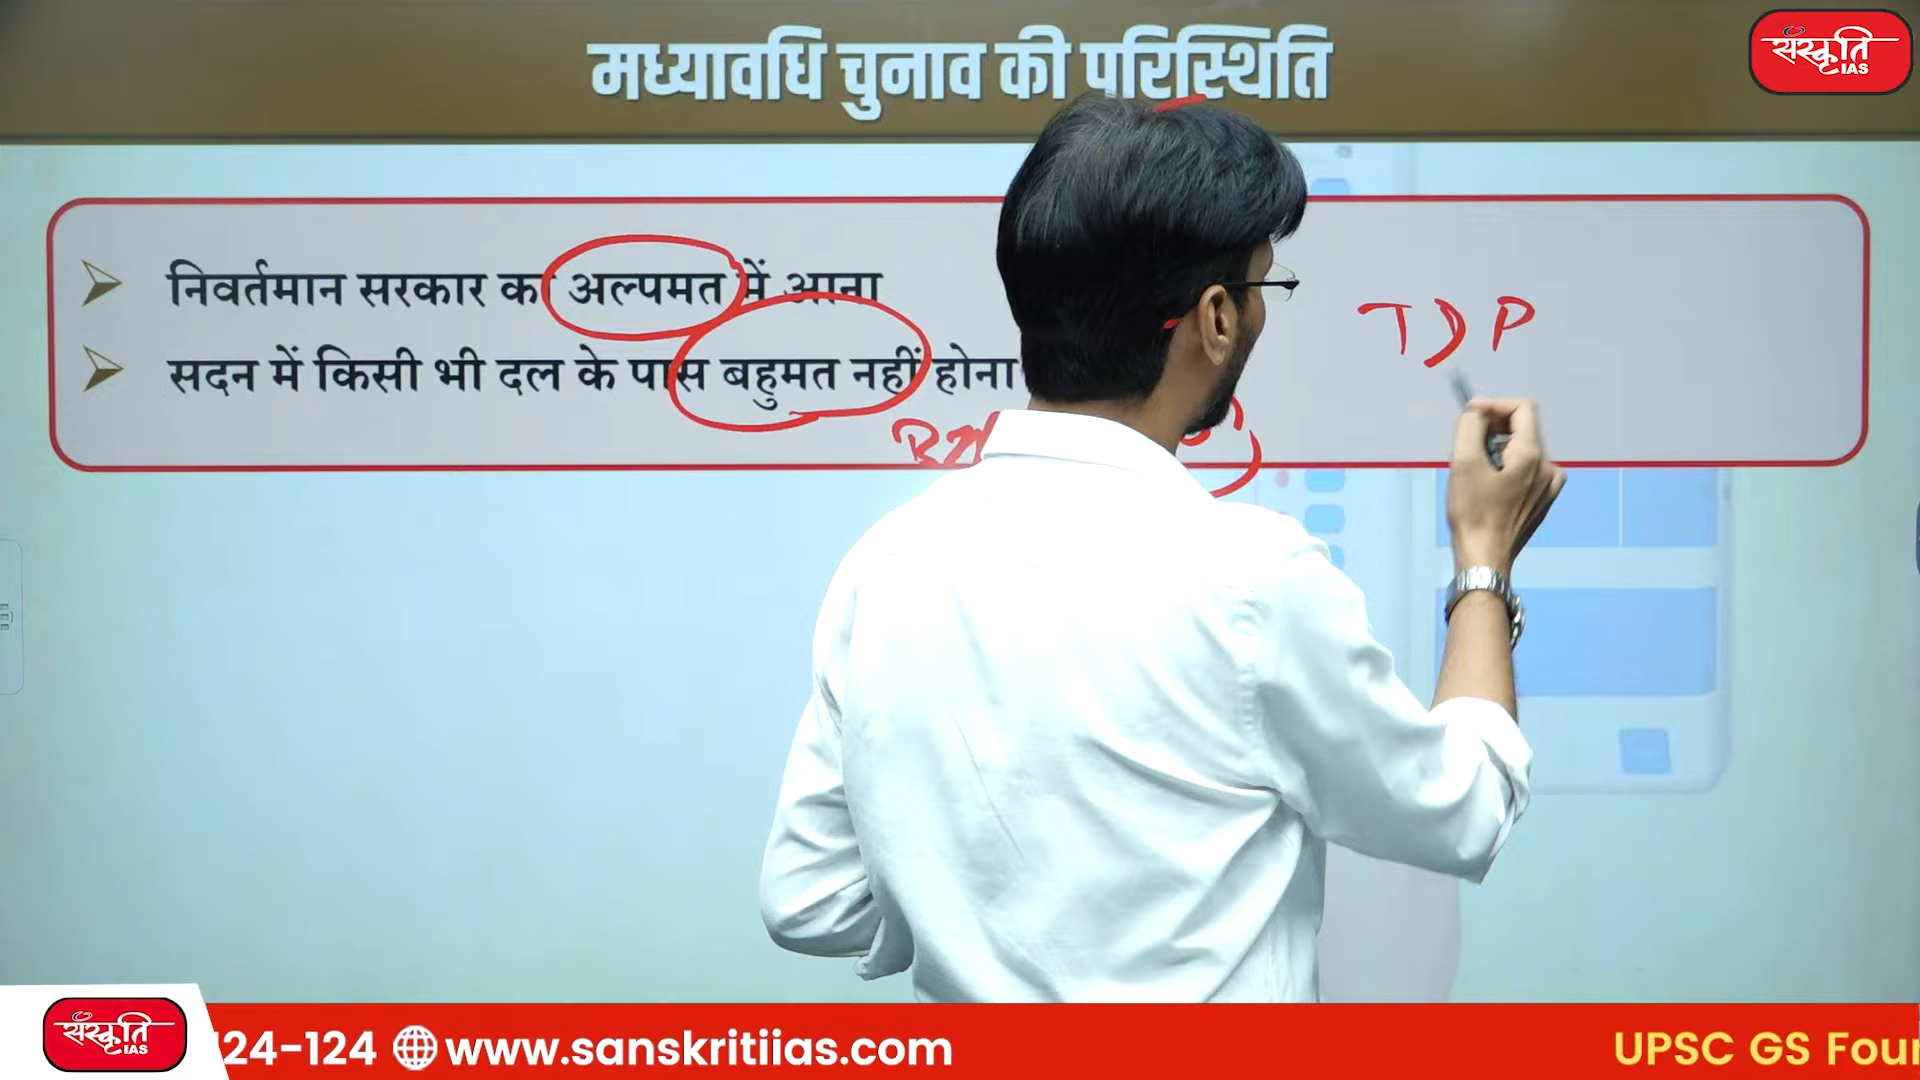 मध्यावधि चुनाव की परिस्थिति
संस्कृति
IAS
निवर्तमान सरकार का अल्पमत में आना
सदन में किसी भी दल के पास बहुमत नहीं होना
TDP
संस्कृति
IAS
24-124 www.sanskritiias.com
UPSC GS Four